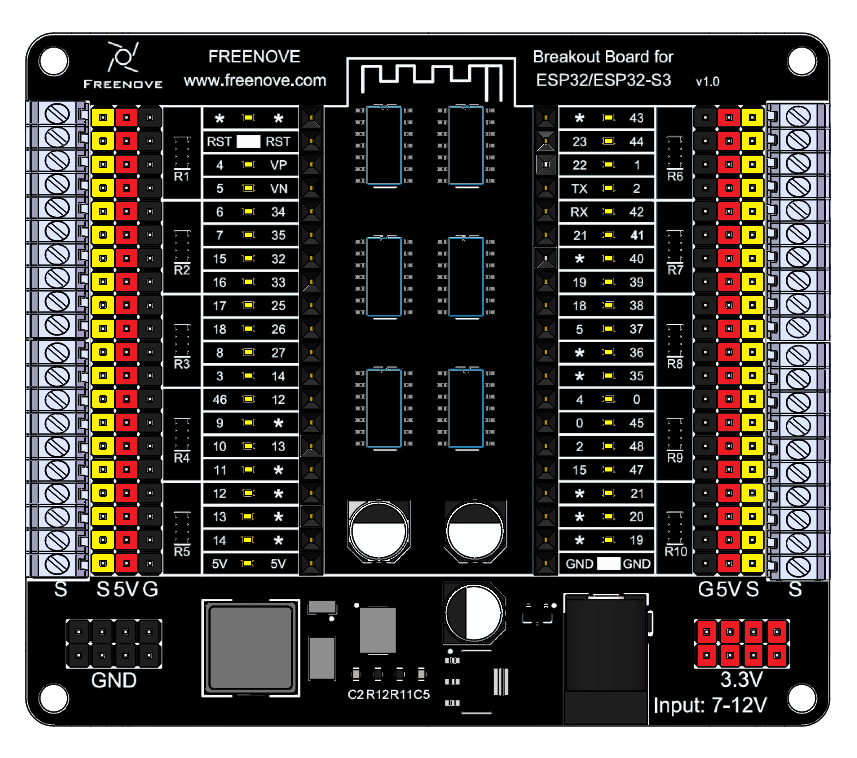 FREENOVE
FREENOVE
www.freenove.com
Breakout Board for
ESP32/ESP32-S3 v1.0
* * * 43
RST RST 23 44
4 VP 22 1
R1 R6
5 VN TX 2
6 34 RX 42
7 35 21 41
15 32 * 40
R2 R7
16 33 19 39
17 25 18 38
18 26 5 37
8 27 * 36
R3 R8
3 14 * 35
46 12 4 0
9 * 0 45
10 13 2 48
R4 R9
11 * 15 47
12 * * 21
13 * * 20
14 * * 19
R5 R10
5V 5V GND GND
S S 5V G G 5V S S
GND
3.3V
C2 R12 R11 C5
Input: 7-12V